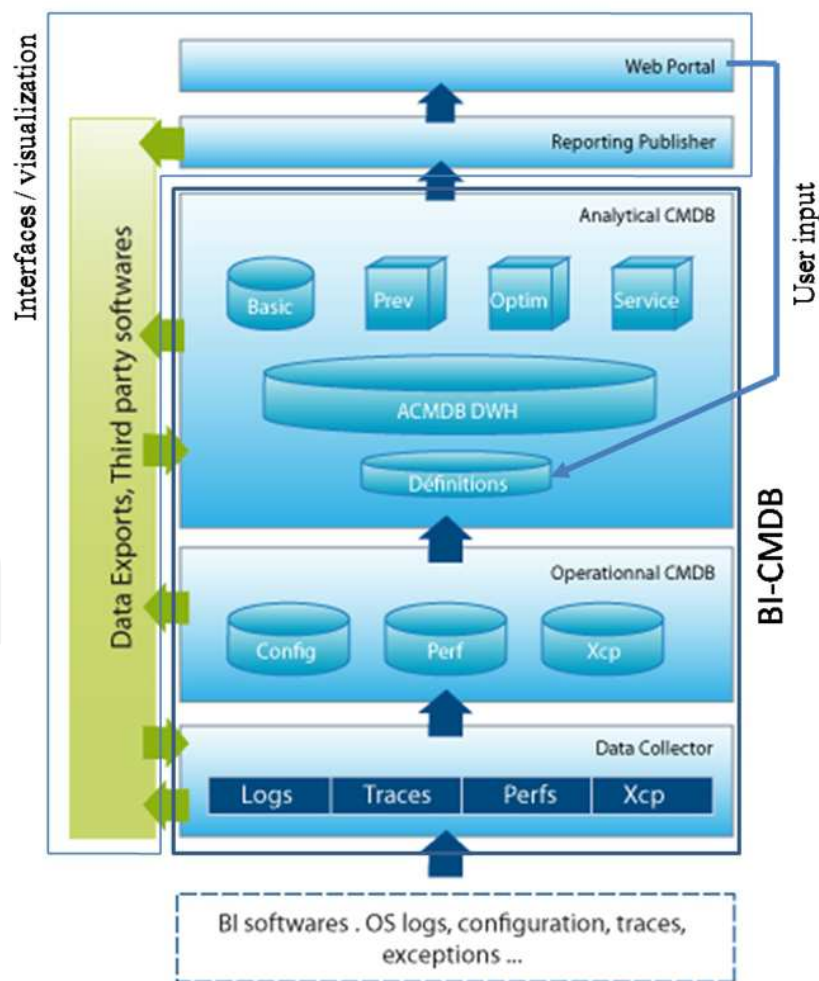 Interfaces / visualization
Web Portal
Reporting Publisher
User input
Data Exports, Third party softwares
Analytical CMDB
Basic
Prev
Optim
Service
ACMDB DWH
Définitions
BI-CMDB
Operationnal CMDB
Config
Perf
Xcp
Data Collector
Logs
Traces
Perfs
Xcp
BI softwares . OS logs, configuration, traces,
exceptions ...